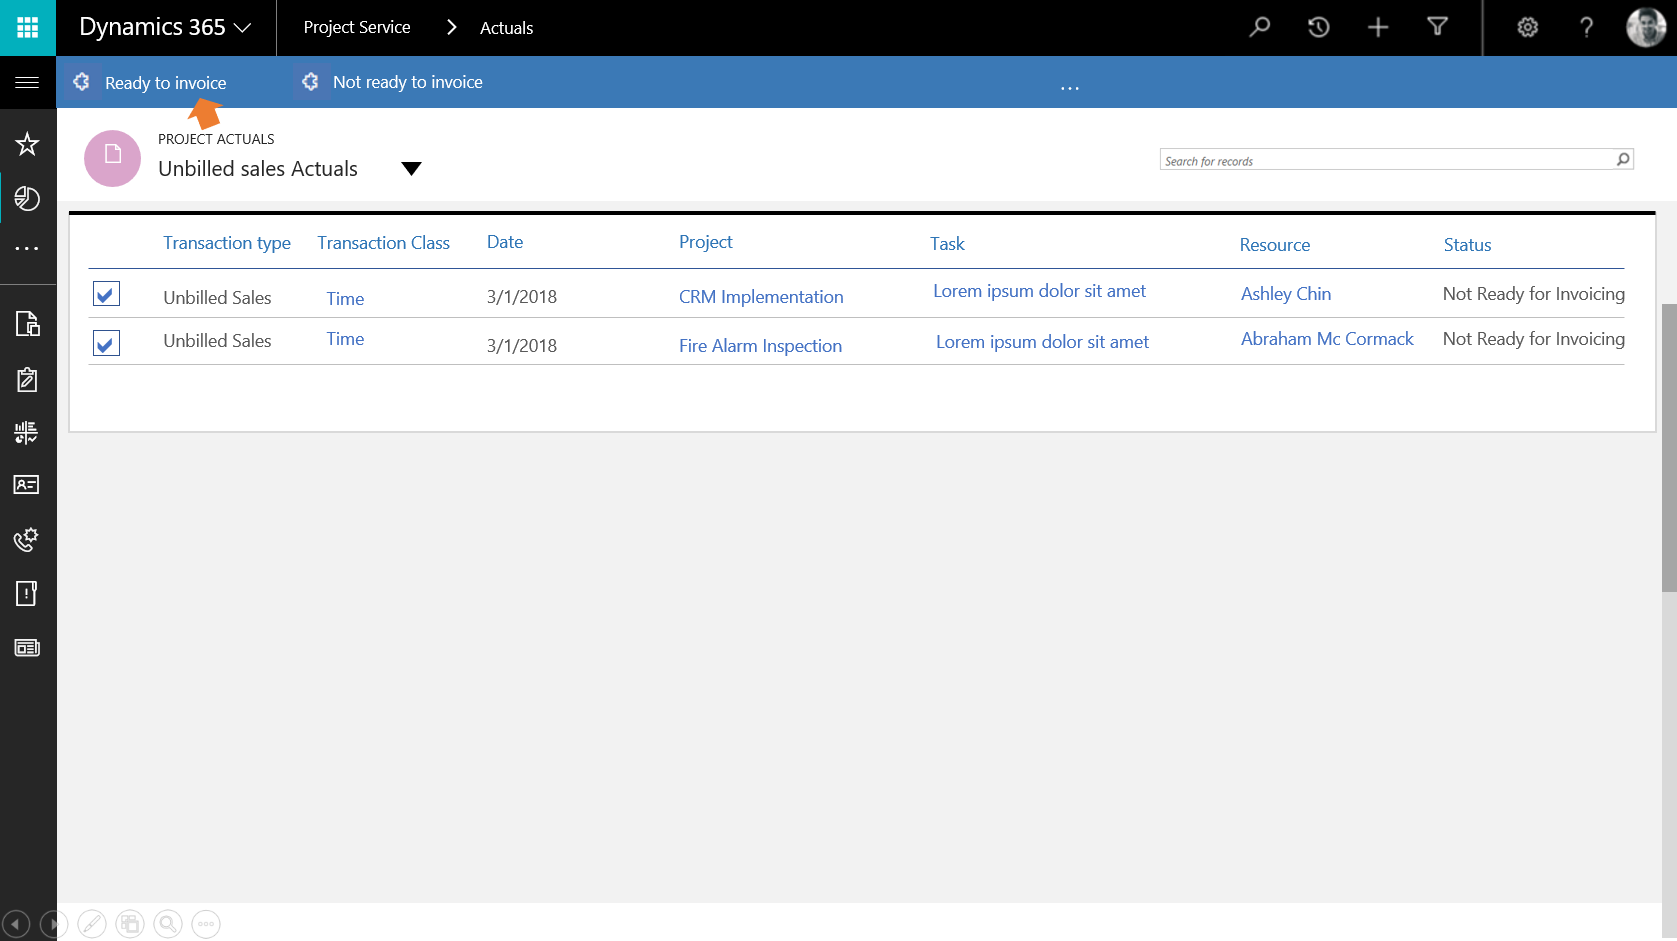 Dynamics 365 Project Service Actuals
Ready to invoice Not ready to invoice ...
PROJECT ACTUALS
Unbilled sales Actuals
Search for records
Transaction type Transaction Class Date Project Task Resource Status
Unbilled Sales Time 3/1/2018 CRM Implementation Lorem ipsum dolor sit amet Ashley Chin Not Ready for Invoicing
Unbilled Sales Time 3/1/2018 Fire Alarm Inspection Lorem ipsum dolor sit amet Abraham Mc Cormack Not Ready for Invoicing